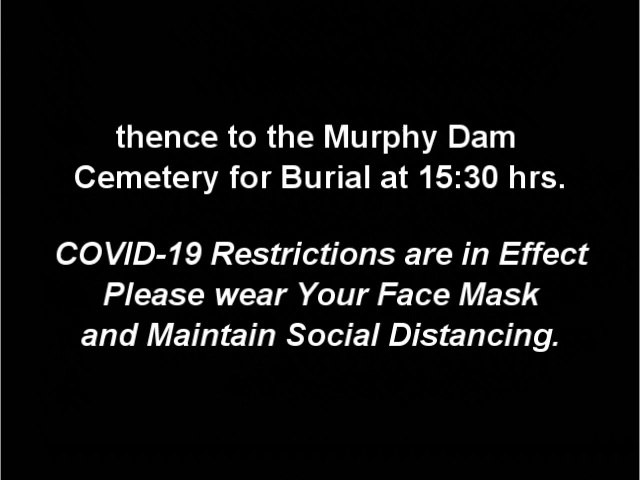 thence to the Murphy Dam
Cemetery for Burial at 15:30 hrs.
COVID-19 Restrictions are in Effect
Please wear Your Face Mask
and Maintain Social Distancing.